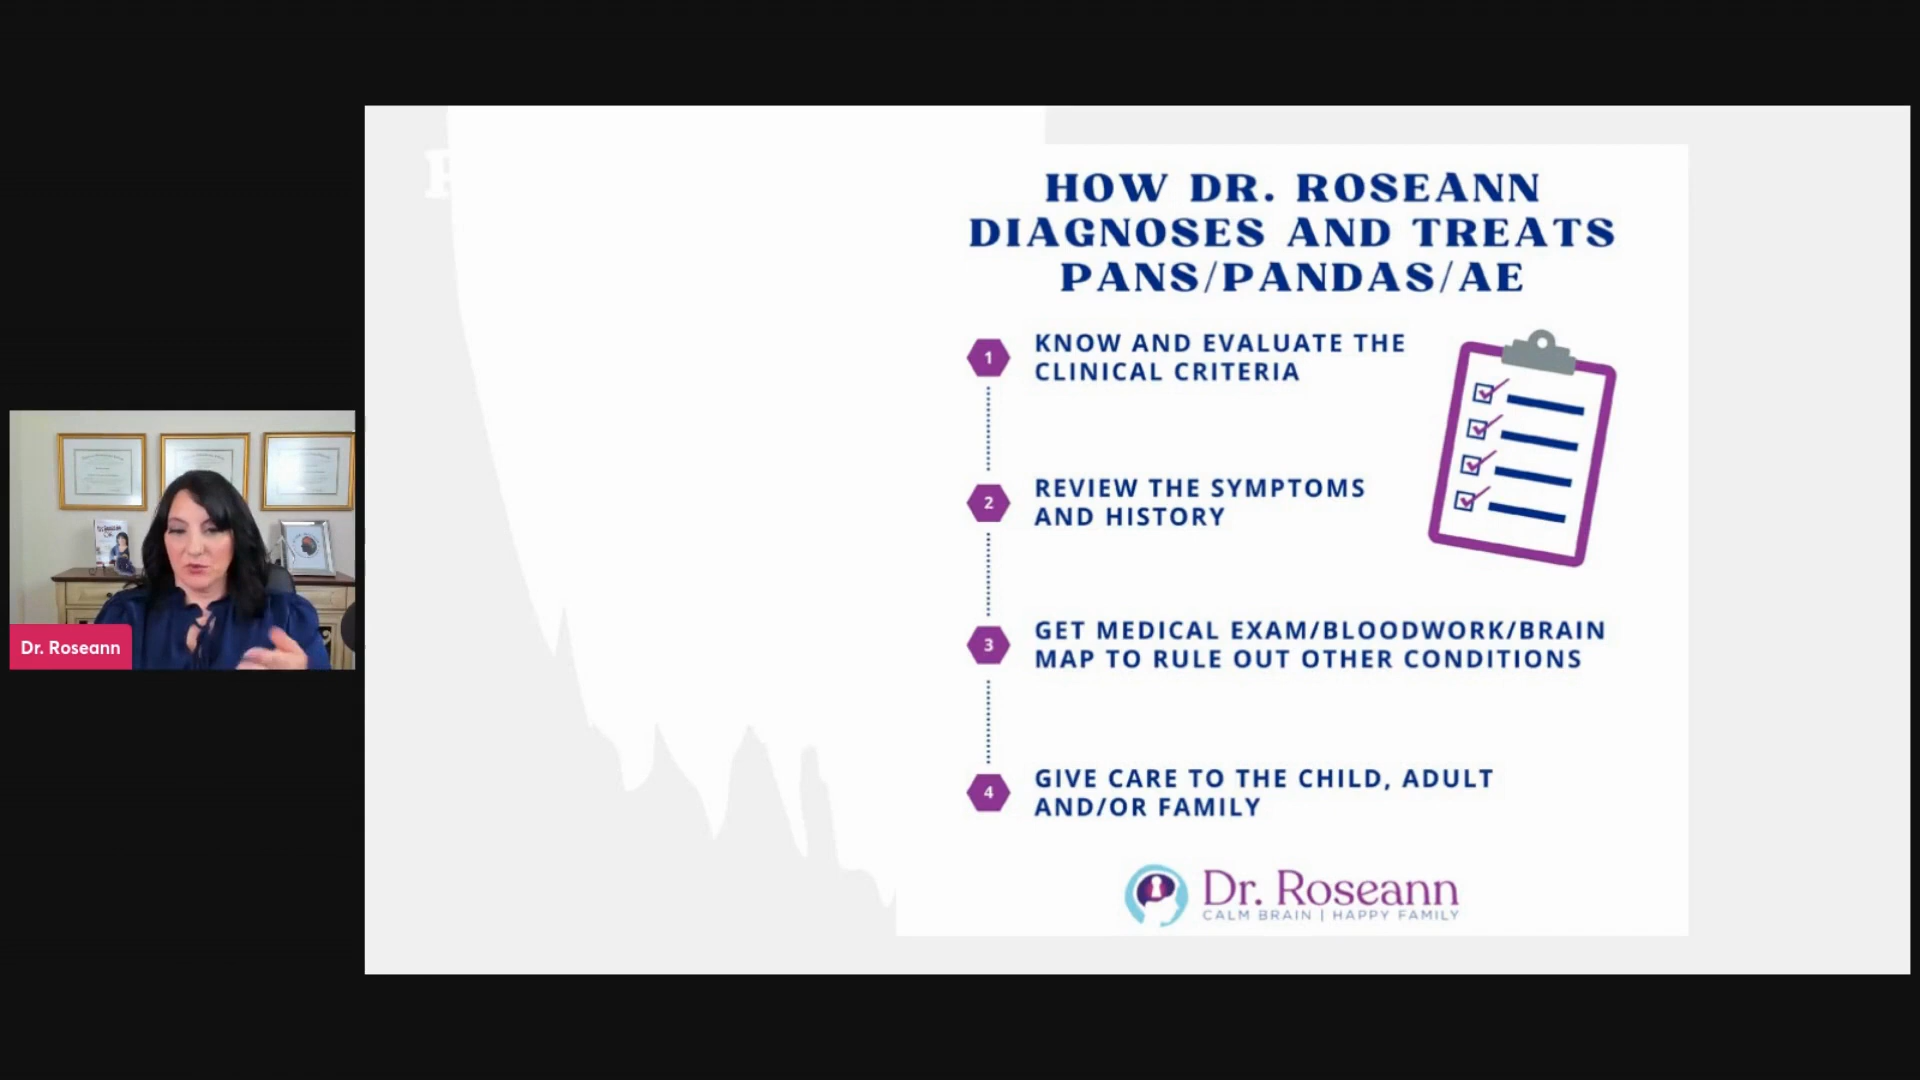 HOW DR. ROSEANN
DIAGNOSES AND TREATS
PANS/PANDAS/AE
1
KNOW AND EVALUATE THE
CLINICAL CRITERIA
2
REVIEW THE SYMPTOMS
AND HISTORY
3
GET MEDICAL EXAM/BLOODWORK/BRAIN
MAP TO RULE OUT OTHER CONDITIONS
4
GIVE CARE TO THE CHILD, ADULT
AND/OR FAMILY
Dr. Roseann
CALM BRAIN | HAPPY FAMILY
Dr. Roseann